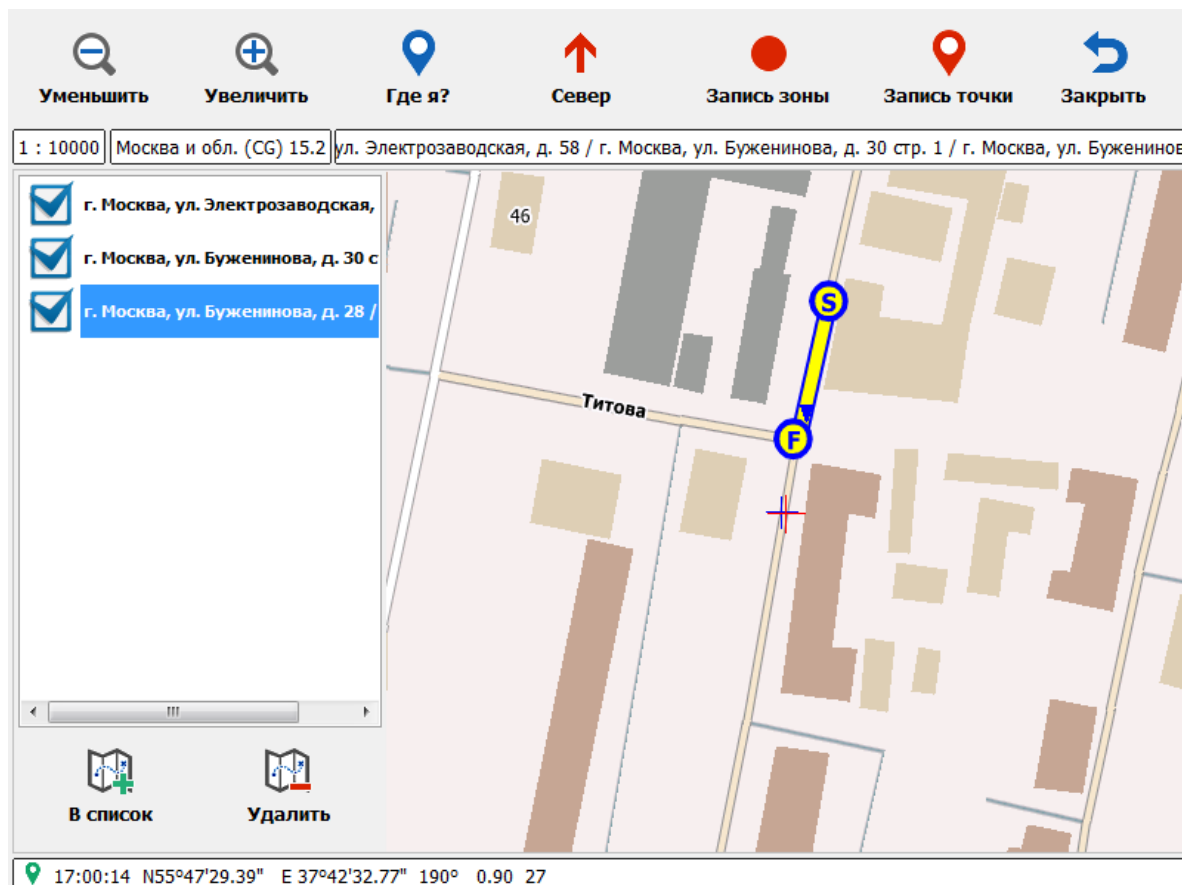 Уменьшить Увеличить Где я? Север Запись зоны Запись точки Закрыть
1 : 10000 Москва и обл. (CG) 15.2 ул. Электрозаводская, д. 58 / г. Москва, ул. Буженинова, д. 30 стр. 1 / г. Москва, ул. Буженинов
г. Москва, ул. Электрозаводская,
г. Москва, ул. Буженинова, д. 30 с
г. Москва, ул. Буженинова, д. 28 /
46
S
Титова
F
В список Удалить
17:00:14 N55°47'29.39" E 37°42'32.77" 190° 0.90 27